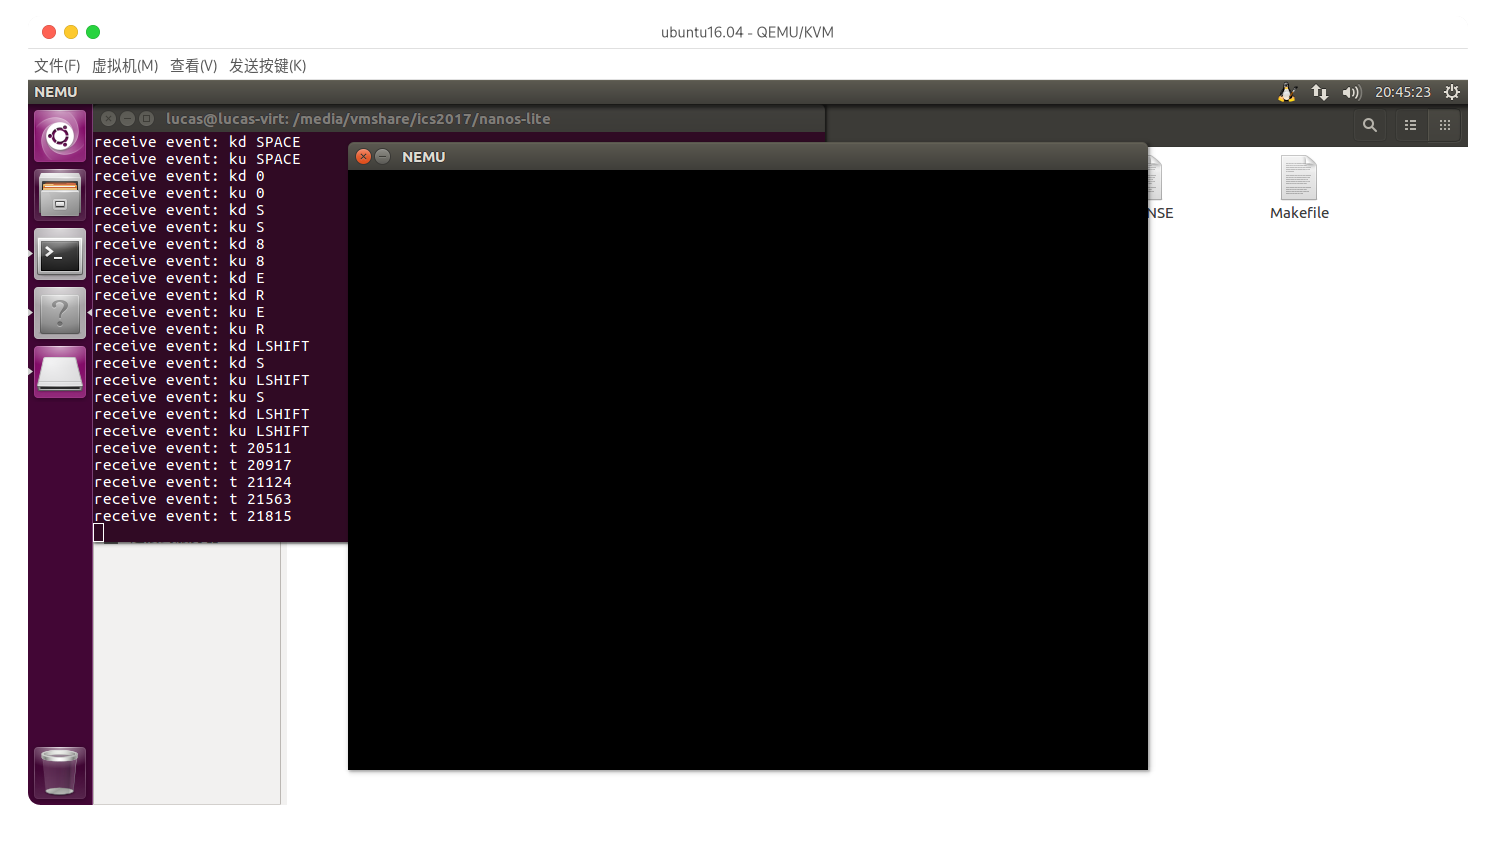 ubuntu16.04 - QEMU/KVM
文件(F) 虚拟机(M) 查看(V) 发送按键(K)
NEMU
20:45:23
lucas@lucas-virt: /media/vmshare/ics2017/nanos-lite
receive event: kd SPACE
receive event: ku SPACE
receive event: kd 0
receive event: ku 0
receive event: kd S
receive event: ku S
receive event: kd 8
receive event: ku 8
receive event: kd E
receive event: kd R
receive event: ku E
receive event: ku R
receive event: kd LSHIFT
receive event: kd S
receive event: ku LSHIFT
receive event: ku S
receive event: kd LSHIFT
receive event: ku LSHIFT
receive event: t 20511
receive event: t 20917
receive event: t 21124
receive event: t 21563
receive event: t 21815
NEMU
NSE
Makefile